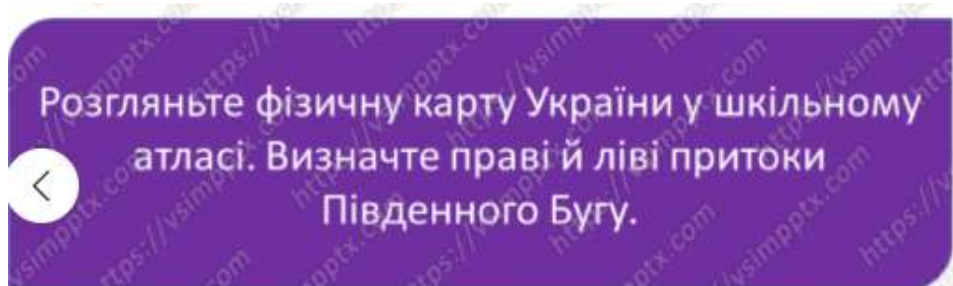 Розгляньте фізичну карту України у шкільному
атласі. Визначте праві й ліві притоки
Південного Бугу.